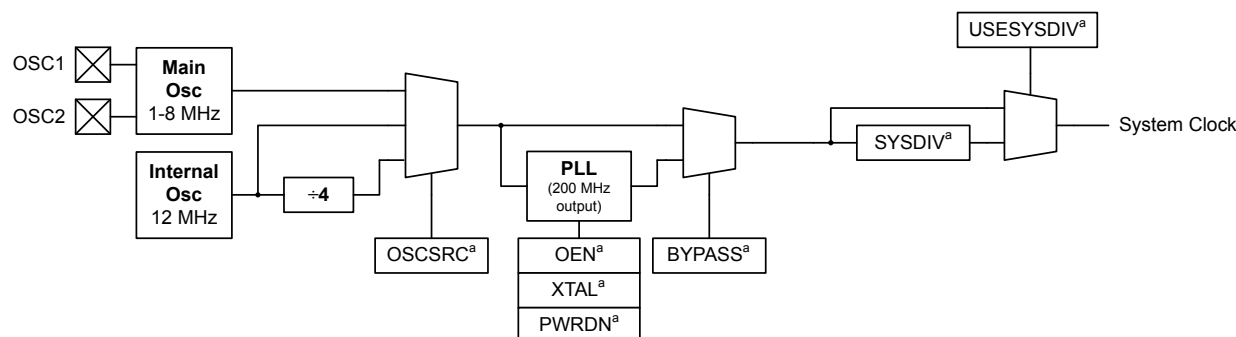 USESYSDIVa
OSC1
Main
Osc
1-8 MHz
OSC2
System Clock
SYSDIVa
Internal
Osc
12 MHz
÷4
PLL
(200 MHz
output)
OSCSRCa
OENa
BYPASSa
XTALa
PWRDNa